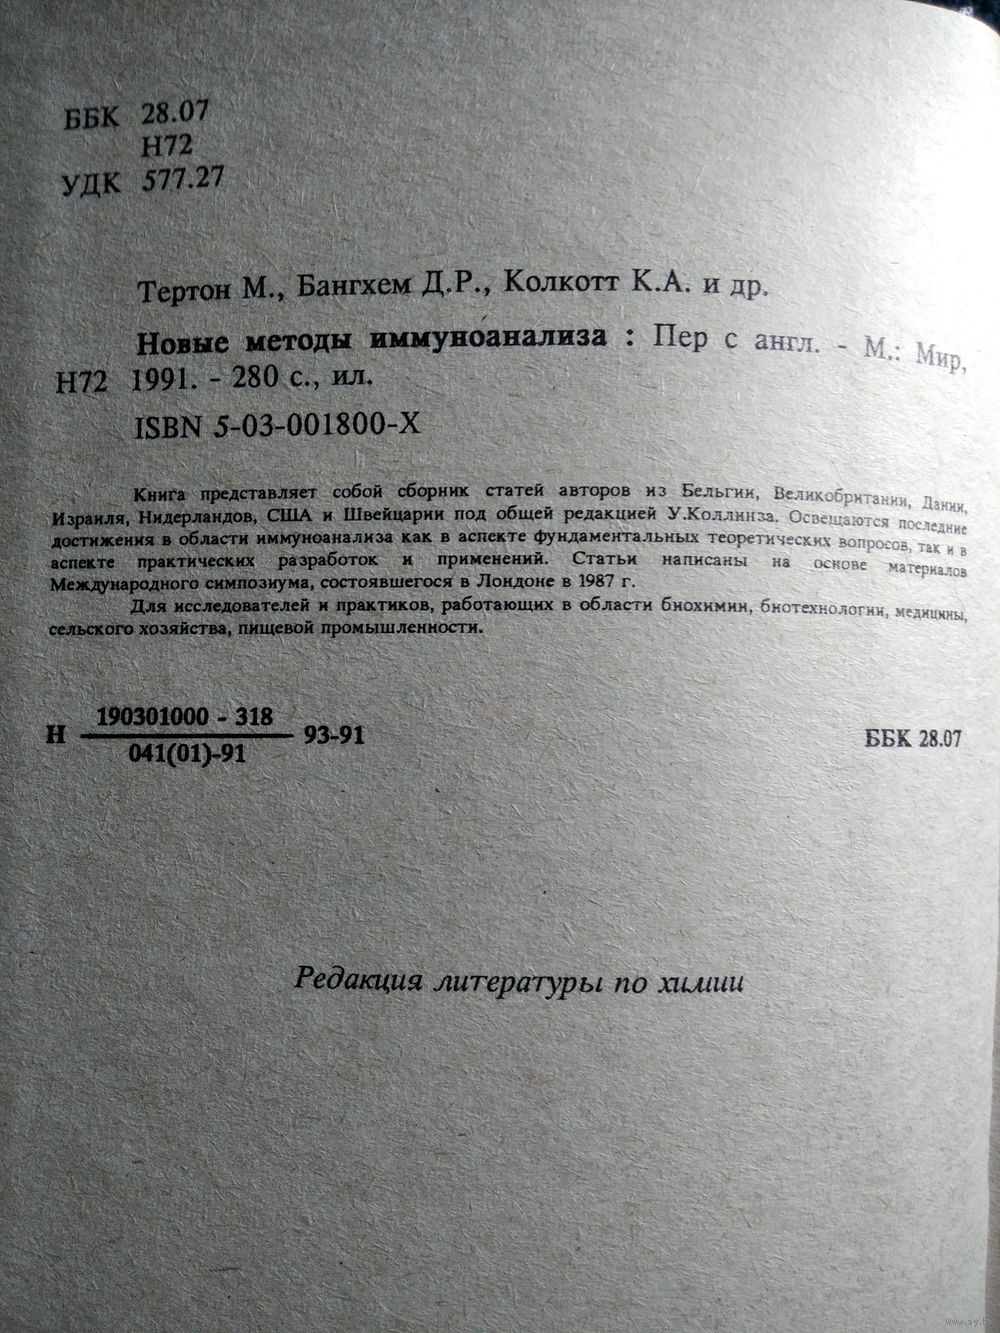 ББК 28.07
Н72
УДК 577.27
Тертон М., Бангхем Д.Р., Колкотт К.А. и др.
Новые методы иммуноанализа : Пер с англ. - М.: Мир,
Н72 1991. - 280 с., ил.
ISBN 5-03-001800-X
Книга представляет собой сборник статей авторов из Бельгии, Великобритании, Дании,
Израиля, Нидерландов, США и Швейцарии под общей редакцией У.Коллинза. Освещаются последние
достижения в области иммуноанализа как в аспекте фундаментальных теоретических вопросов, так и в
аспекте практических разработок и применений. Статьи написаны на основе материалов
Международного симпозиума, состоявшегося в Лондоне в 1987 г.
Для исследователей и практиков, работающих в области биохимии, биотехнологии, медицины,
сельского хозяйства, пищевой промышленности.
Н 190301000 - 318
041(01)-91 93-91
ББК 28.07
Редакция литературы по химии